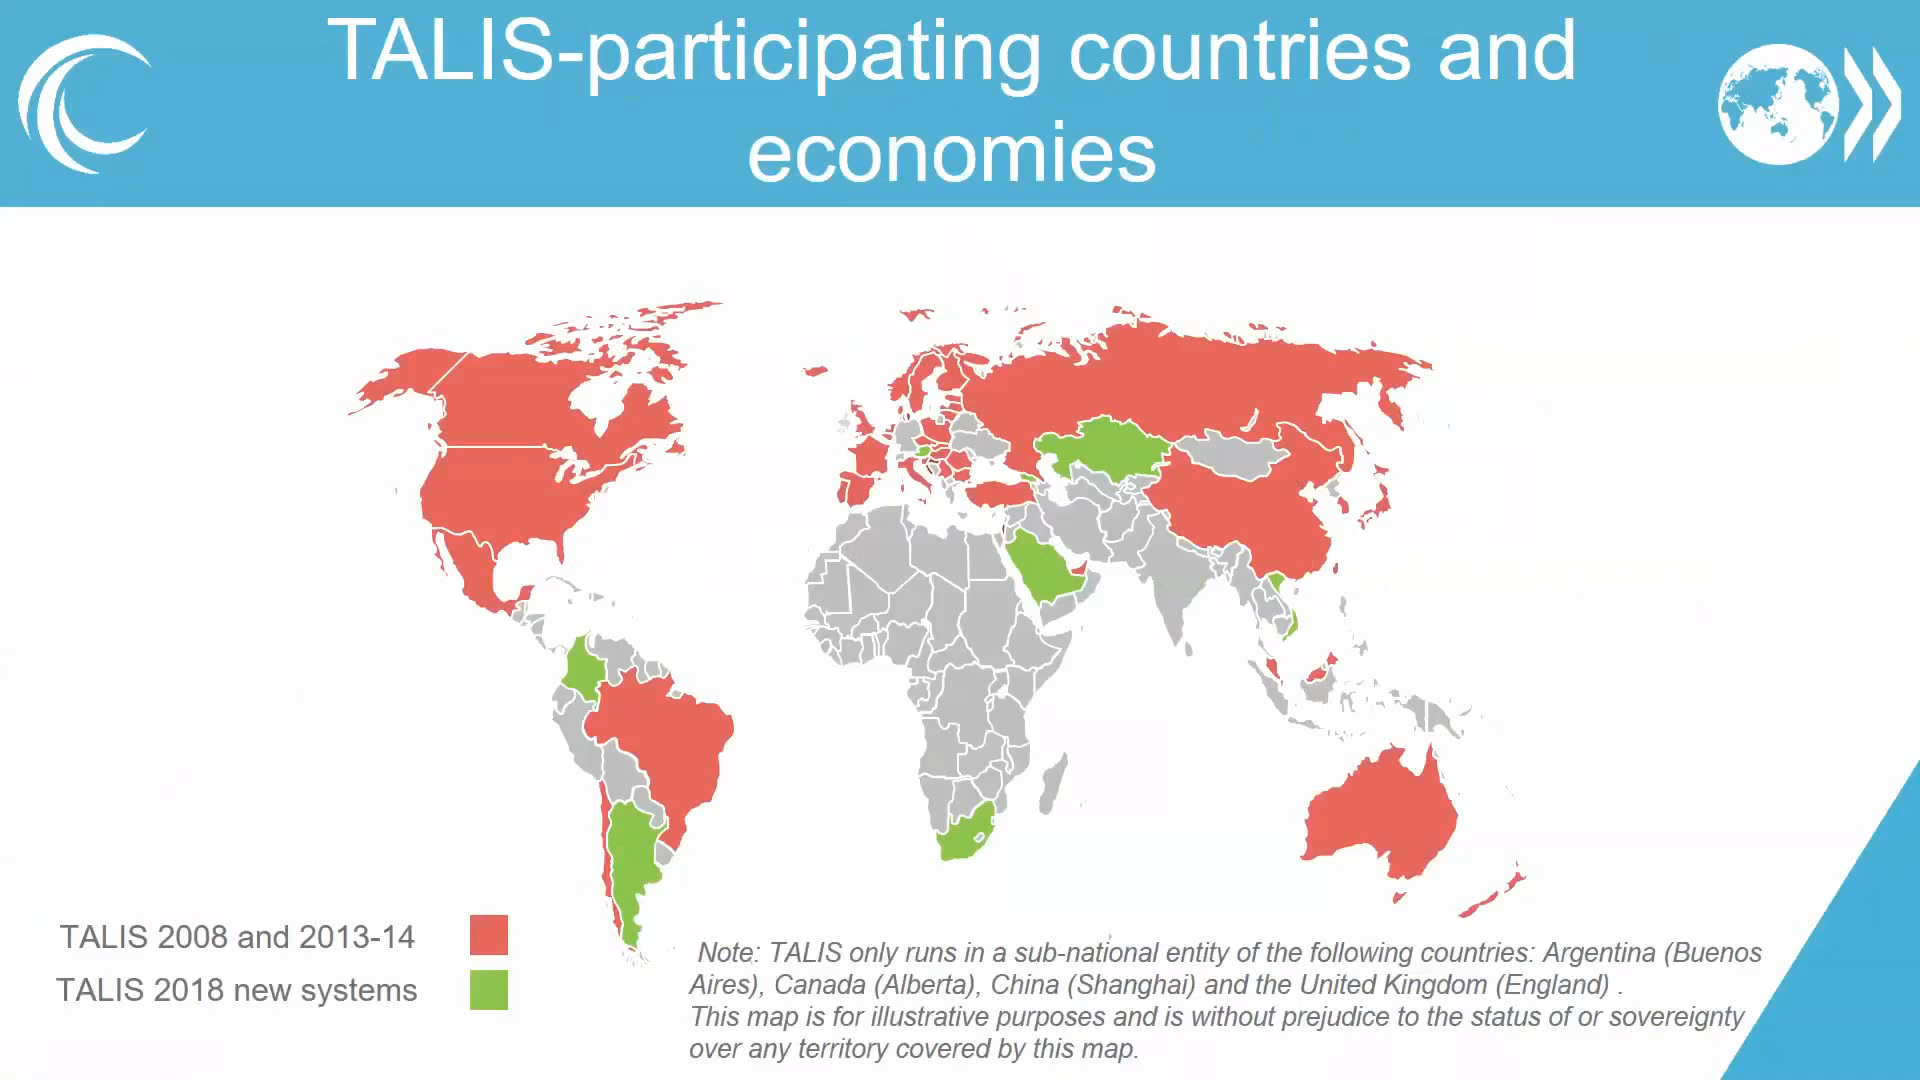 TALIS-participating countries and
economies
TALIS 2008 and 2013-14
TALIS 2018 new systems
Note: TALIS only runs in a sub-national entity of the following countries: Argentina (Buenos
Aires), Canada (Alberta), China (Shanghai) and the United Kingdom (England) .
This map is for illustrative purposes and is without prejudice to the status of or sovereignty
over any territory covered by this map.